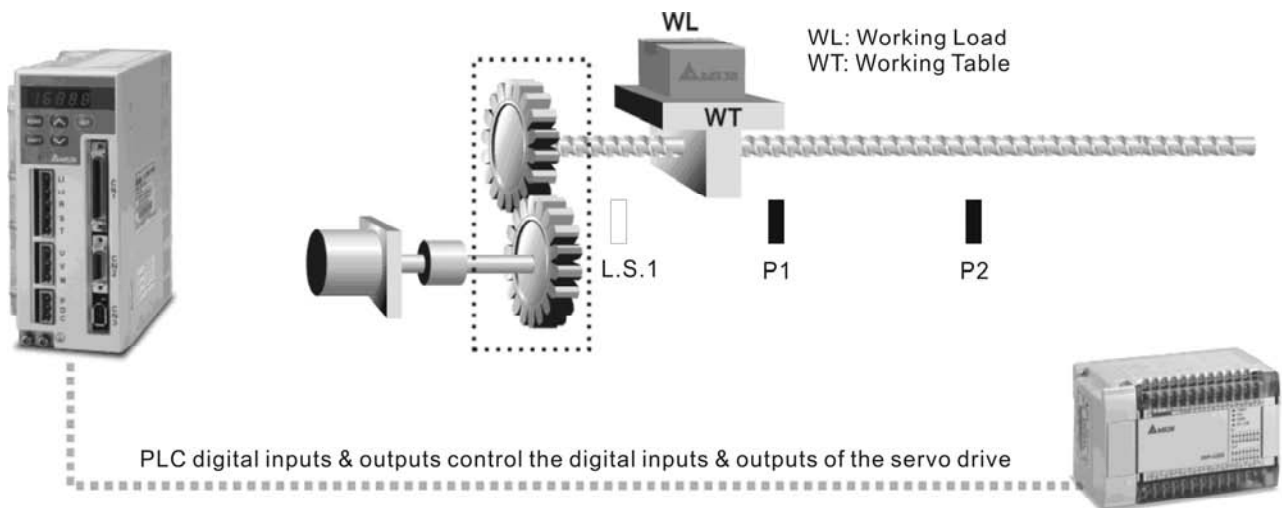 WL
WL: Working Load
WT: Working Table
WT
L.S.1
P1
P2
PLC digital inputs & outputs control the digital inputs & outputs of the servo drive